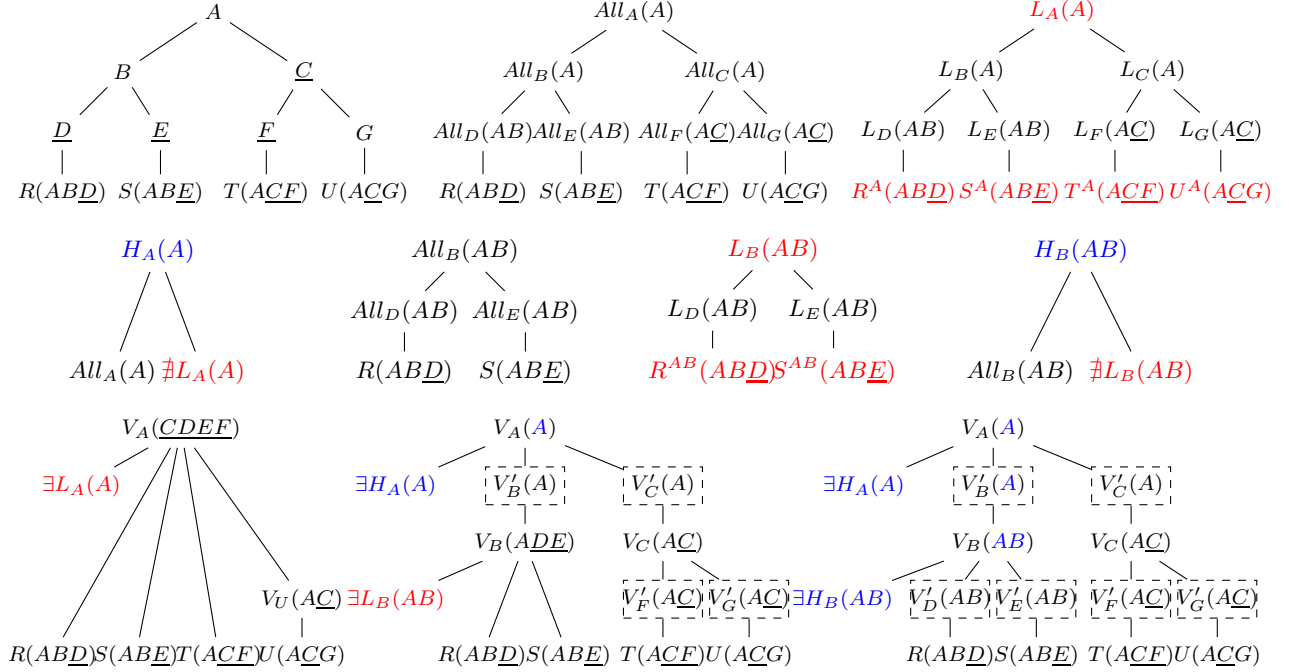 A All_A(A) L_A(A)
B C All_B(A) All_C(A) L_B(A) L_C(A)
D E F G All_D(AB) All_E(AB) All_F(AC) All_G(AC) L_D(AB) L_E(AB) L_F(AC) L_G(AC)
R(ABD) S(ABE) T(ACF) U(ACG) R(ABD) S(ABE) T(ACF) U(ACG) R^A(ABD) S^A(ABE) T^A(ACF) U^A(ACG)
H_A(A) All_B(AB) L_B(AB) H_B(AB)
All_D(AB) All_E(AB) L_D(AB) L_E(AB)
All_A(A) ∄L_A(A) R(ABD) S(ABE) R^{AB}(ABD) S^{AB}(ABE) All_B(AB) ∄L_B(AB)
V_A(CDEF) V_A(A) V_A(A)
∃L_A(A) ∃H_A(A) V'_B(A) V'_C(A) ∃H_A(A) V'_B(A) V'_C(A)
V_B(ADE) V_C(AC) V_B(AB) V_C(AC)
V_U(AC) ∃L_B(AB) V'_F(AC) V'_G(AC) ∃H_B(AB) V'_D(AB) V'_E(AB) V'_F(AC) V'_G(AC)
R(ABD) S(ABE) T(ACF) U(ACG) R(ABD) S(ABE) T(ACF) U(ACG) R(ABD) S(ABE) T(ACF) U(ACG)